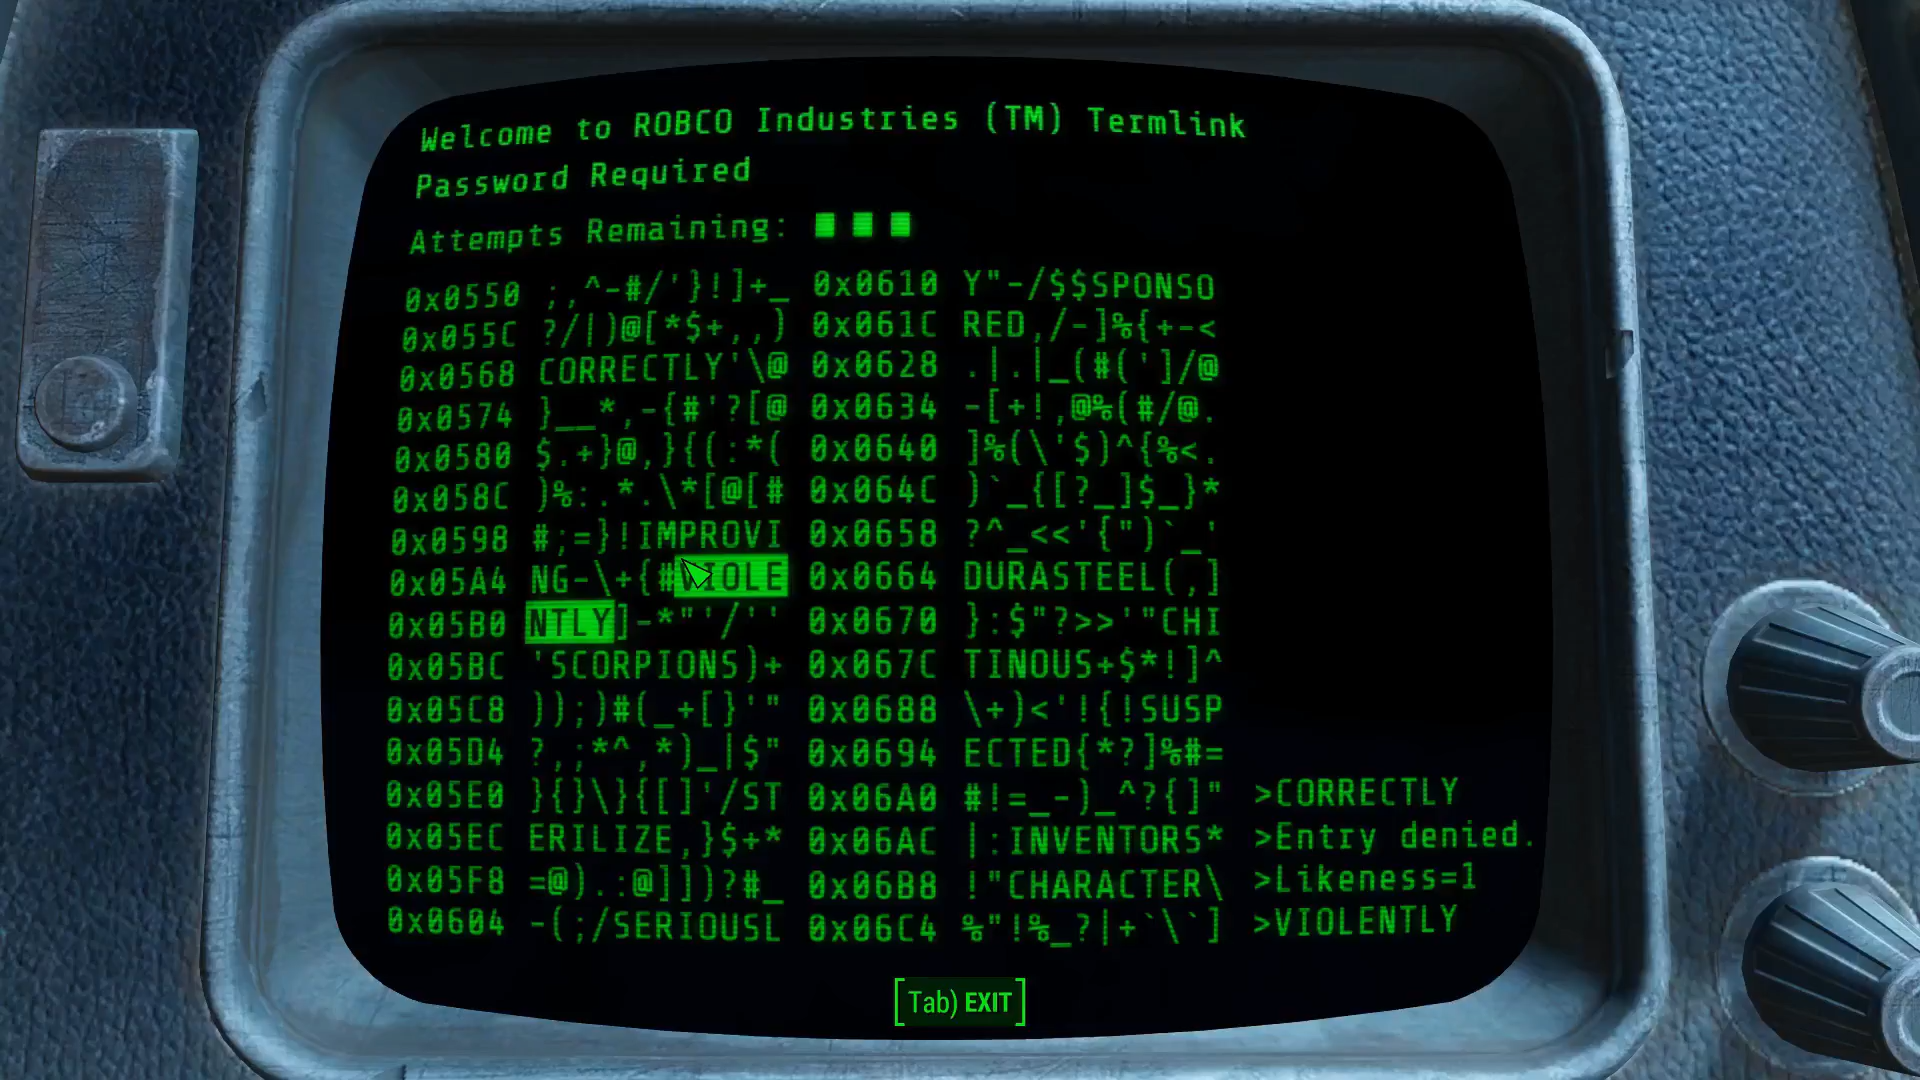 Welcome to ROBCO Industries (TM) Termlink
Password Required
Attempts Remaining: ■ ■ ■
0x0550 ;,^-#/'}!]+_ 0x0610 Y"-/$$SPONSO
0x055C ?/|)@[*$+,,) 0x061C RED,/-]%{+-<
0x0568 CORRECTLY'\@ 0x0628 .|.|_(#(']/@
0x0574 }__*,-{#'?[@ 0x0634 -[+!,@%(#/@.
0x0580 $.+}@,}{(:*( 0x0640 ]%(\'$)^{%<.
0x058C )%:.*.\*[@[# 0x064C )`_{[?_]$_}*
0x0598 #;=}!IMPROVI 0x0658 ?^_<<'{")`_'
0x05A4 NG-\+{#VIOLE 0x0664 DURASTEEL(,]
0x05B0 NTLY]-*"'/'' 0x0670 }:$"?>>'"CHI
0x05BC 'SCORPIONS)+ 0x067C TINOUS+$*!]^
0x05C8 ));)#(_+[}'" 0x0688 \+)<'!{!SUSP
0x05D4 ?,;*^,*)_|$" 0x0694 ECTED{*?]%#=
0x05E0 }{}\}{[]'/ST 0x06A0 #!=_-)_^?{]" >CORRECTLY
0x05EC ERILIZE,}$+* 0x06AC |:INVENTORS* >Entry denied.
0x05F8 =@).:@]])?#_ 0x06B8 !"CHARACTER\ >Likeness=1
0x0604 -(;/SERIOUSL 0x06C4 %"!%_?|+`\`] >VIOLENTLY
[Tab) EXIT]